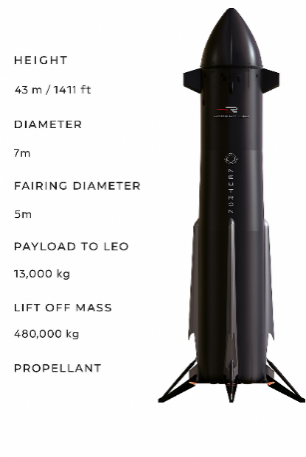 HEIGHT
43 m / 1411 ft
DIAMETER
7m
FAIRING DIAMETER
5m
PAYLOAD TO LEO
13,000 kg
LIFT OFF MASS
480,000 kg
PROPELLANT